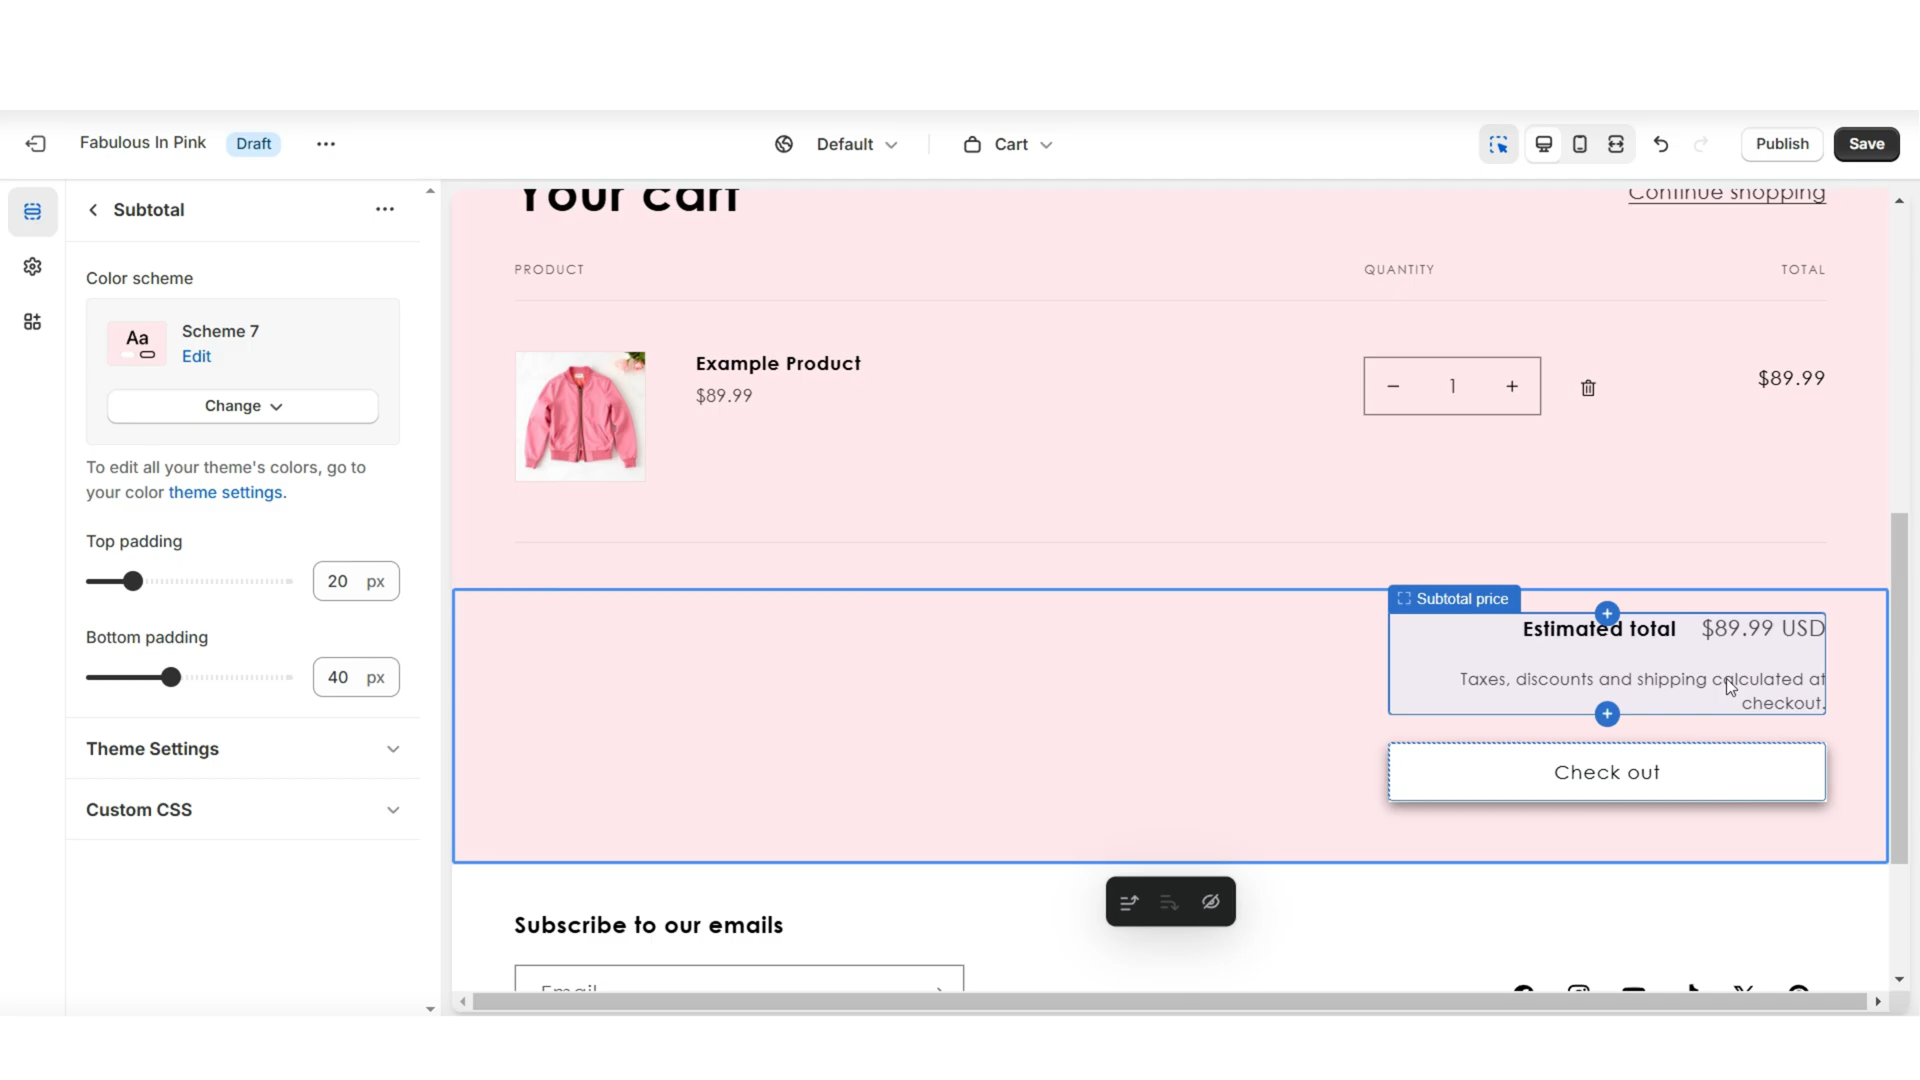 Fabulous In Pink Draft
Default Cart
Publish Save
Subtotal
Color scheme
Aa
Scheme 7
Edit
Change
To edit all your theme's colors, go to
your color theme settings.
Top padding
20 px
Bottom padding
40 px
Theme Settings
Custom CSS
Your cart
Continue shopping
PRODUCT QUANTITY TOTAL
Example Product
$89.99
− 1 +
$89.99
Subtotal price
Estimated total $89.99 USD
Taxes, discounts and shipping calculated at
checkout.
Check out
Subscribe to our emails
Email